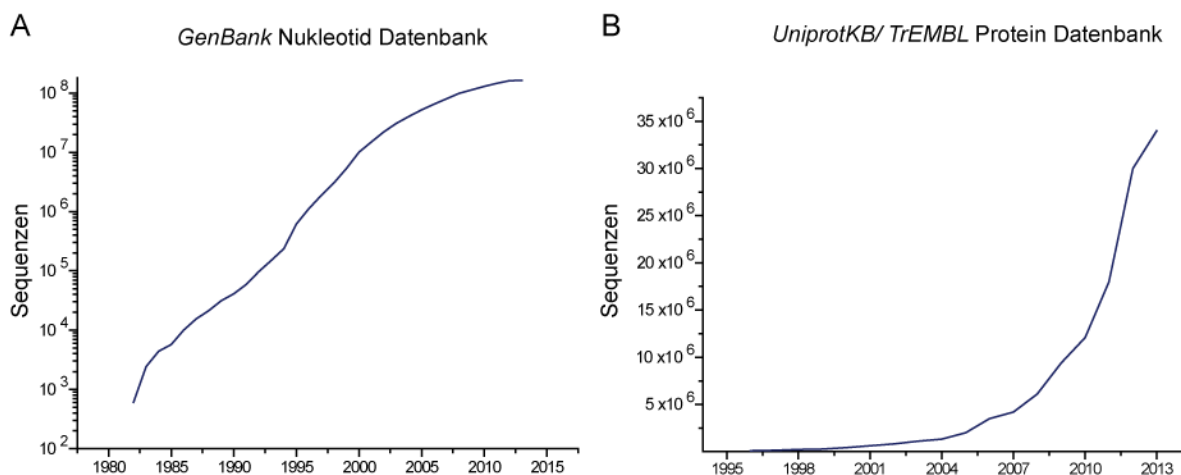 A
GenBank Nukleotid Datenbank
Sequenzen
10^8
10^7
10^6
10^5
10^4
10^3
10^2
1980 1985 1990 1995 2000 2005 2010 2015
B
UniprotKB/ TrEMBL Protein Datenbank
Sequenzen
35 x10^6
30 x10^6
25 x10^6
20 x10^6
15 x10^6
10 x10^6
5 x10^6
1995 1998 2001 2004 2007 2010 2013